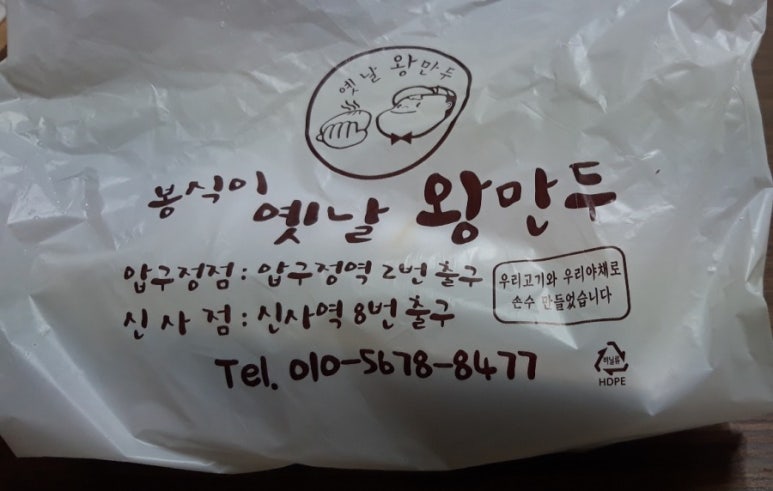 옛날 왕만두
봉식이 옛날 왕만두
압구정점 : 압구정역 2번 출구
신사점 : 신사역 8번 출구
우리고기와 우리야채로
손수 만들었습니다
Tel. 010-5678-8477
비닐류
HDPE